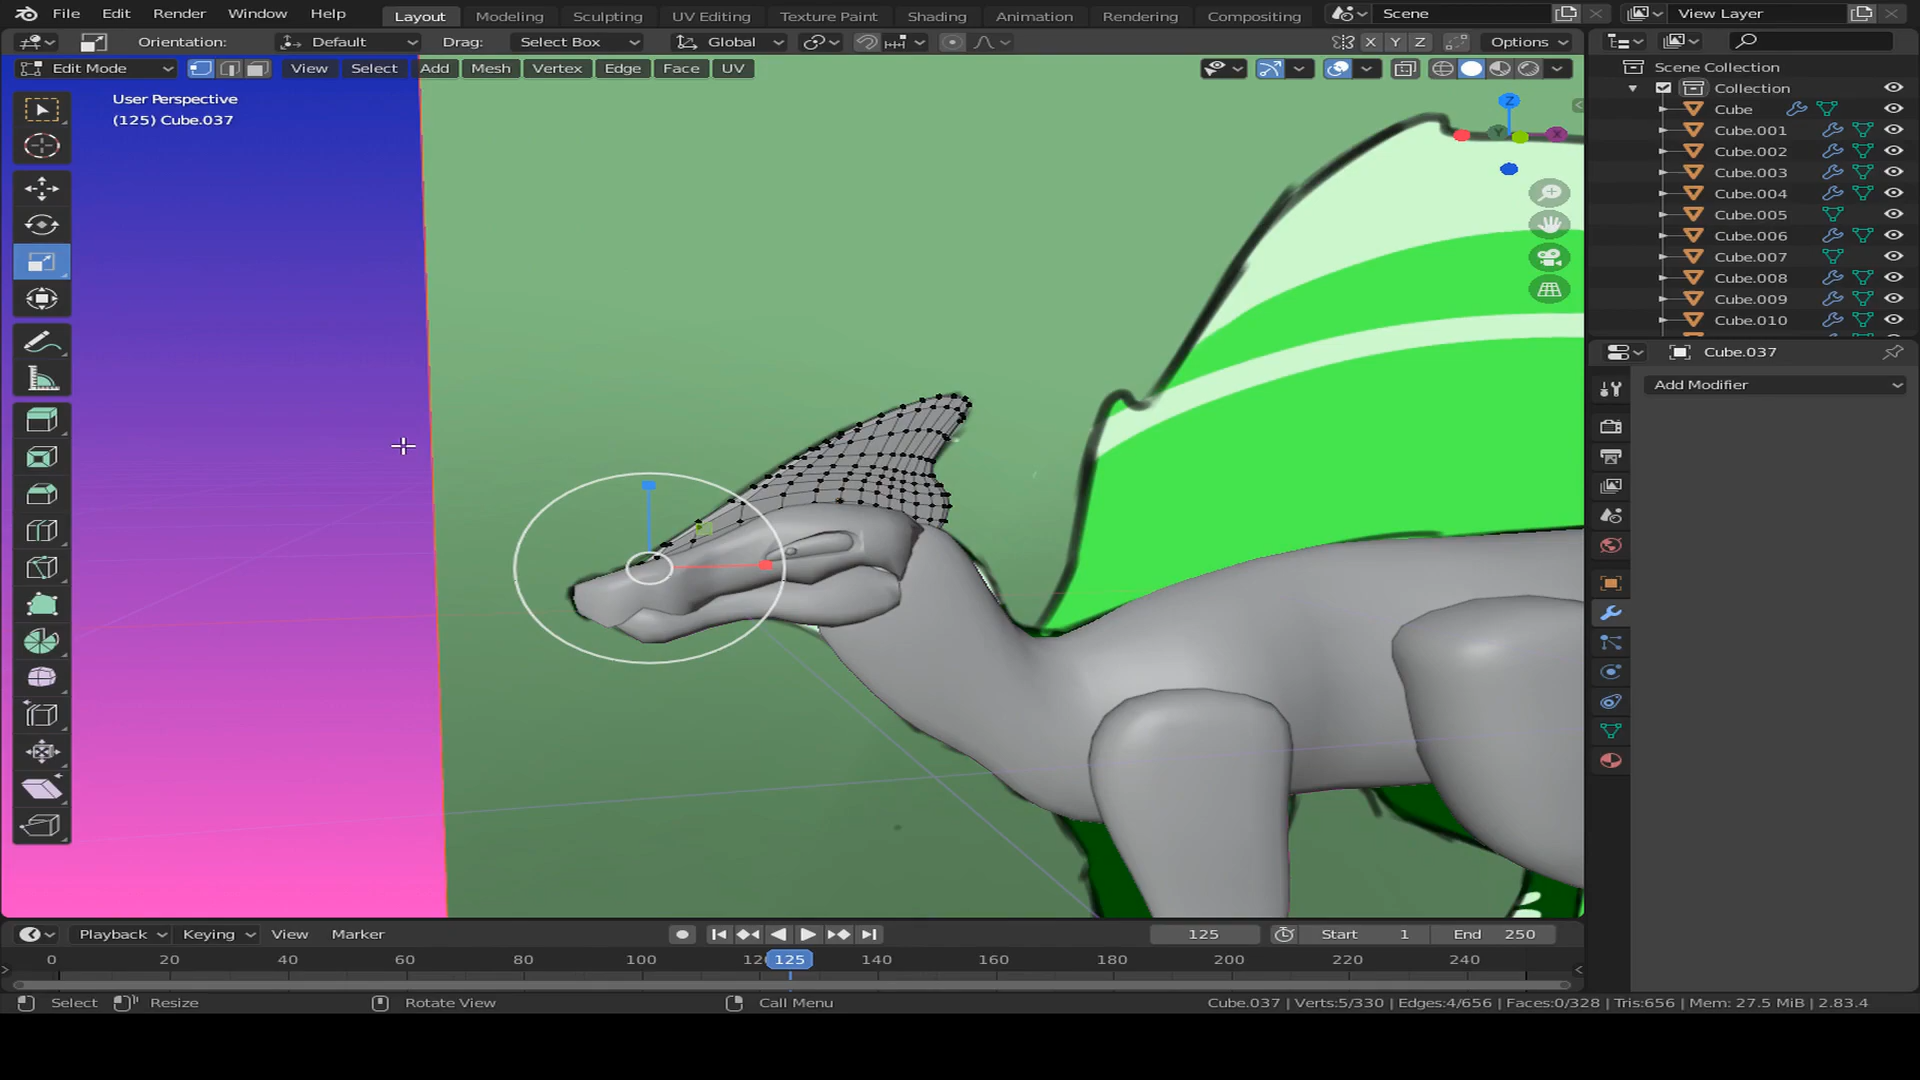 File Edit Render Window Help Layout Modeling Sculpting UV Editing Texture Paint Shading Animation Rendering Compositing Scene View Layer
Orientation: Default Drag: Select Box Global X Y Z Options
Edit Mode View Select Add Mesh Vertex Edge Face UV
User Perspective
(125) Cube.037
Z
Y
X
Scene Collection
Collection
Cube
Cube.001
Cube.002
Cube.003
Cube.004
Cube.005
Cube.006
Cube.007
Cube.008
Cube.009
Cube.010
Cube.037
Add Modifier
Playback Keying View Marker 125 Start 1 End 250
0 20 40 60 80 100 125 140 160 180 200 220 240
Select Resize Rotate View Call Menu Cube.037 | Verts:5/330 | Edges:4/656 | Faces:0/328 | Tris:656 | Mem: 27.5 MiB | 2.83.4